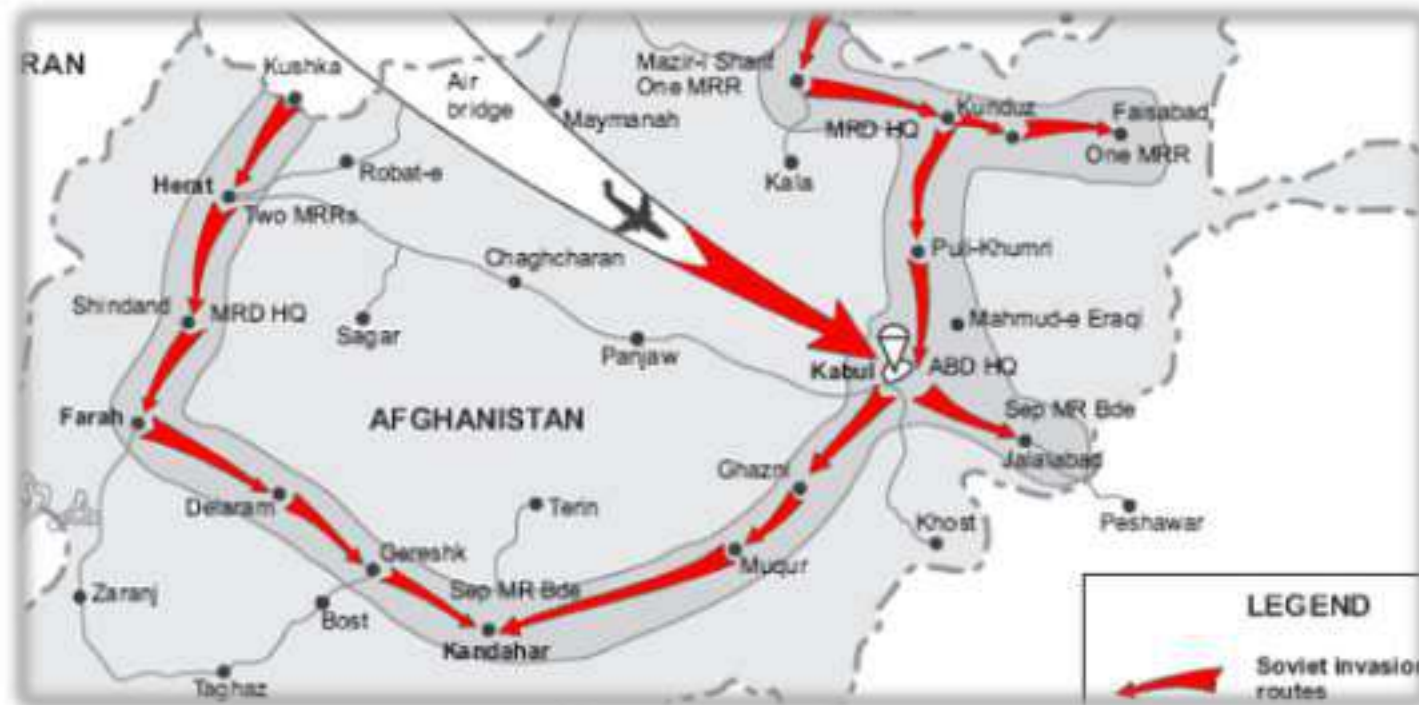 RAN
Kushka
Air
bridge
Maymanah
Mazir-i Sharif
One MRR
Kunduz
MRD HQ
Faisabad
One MRR
Kala
Herat
Robat-e
Two MRRs
Puli-Khumri
Chaghcharan
Shindand
MRD HQ
Sagar
Panjaw
Mahmud-e Eraqi
Kabul
ABD HQ
Farah
AFGHANISTAN
Sep MR Bde
Jalalabad
Ghazni
Delaram
Terin
Khost
Peshawar
Gereshk
Muqur
Zaranj
Sep MR Bde
Bost
Kandahar
Taghaz
LEGEND
Soviet invasion
routes